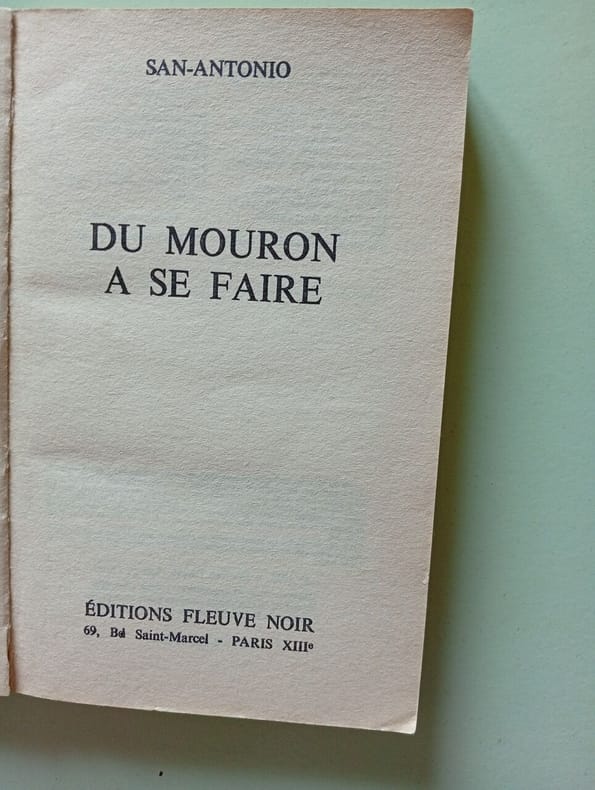 SAN-ANTONIO
DU MOURON
A SE FAIRE
ÉDITIONS FLEUVE NOIR
69, Bd Saint-Marcel - PARIS XIIIᵉ